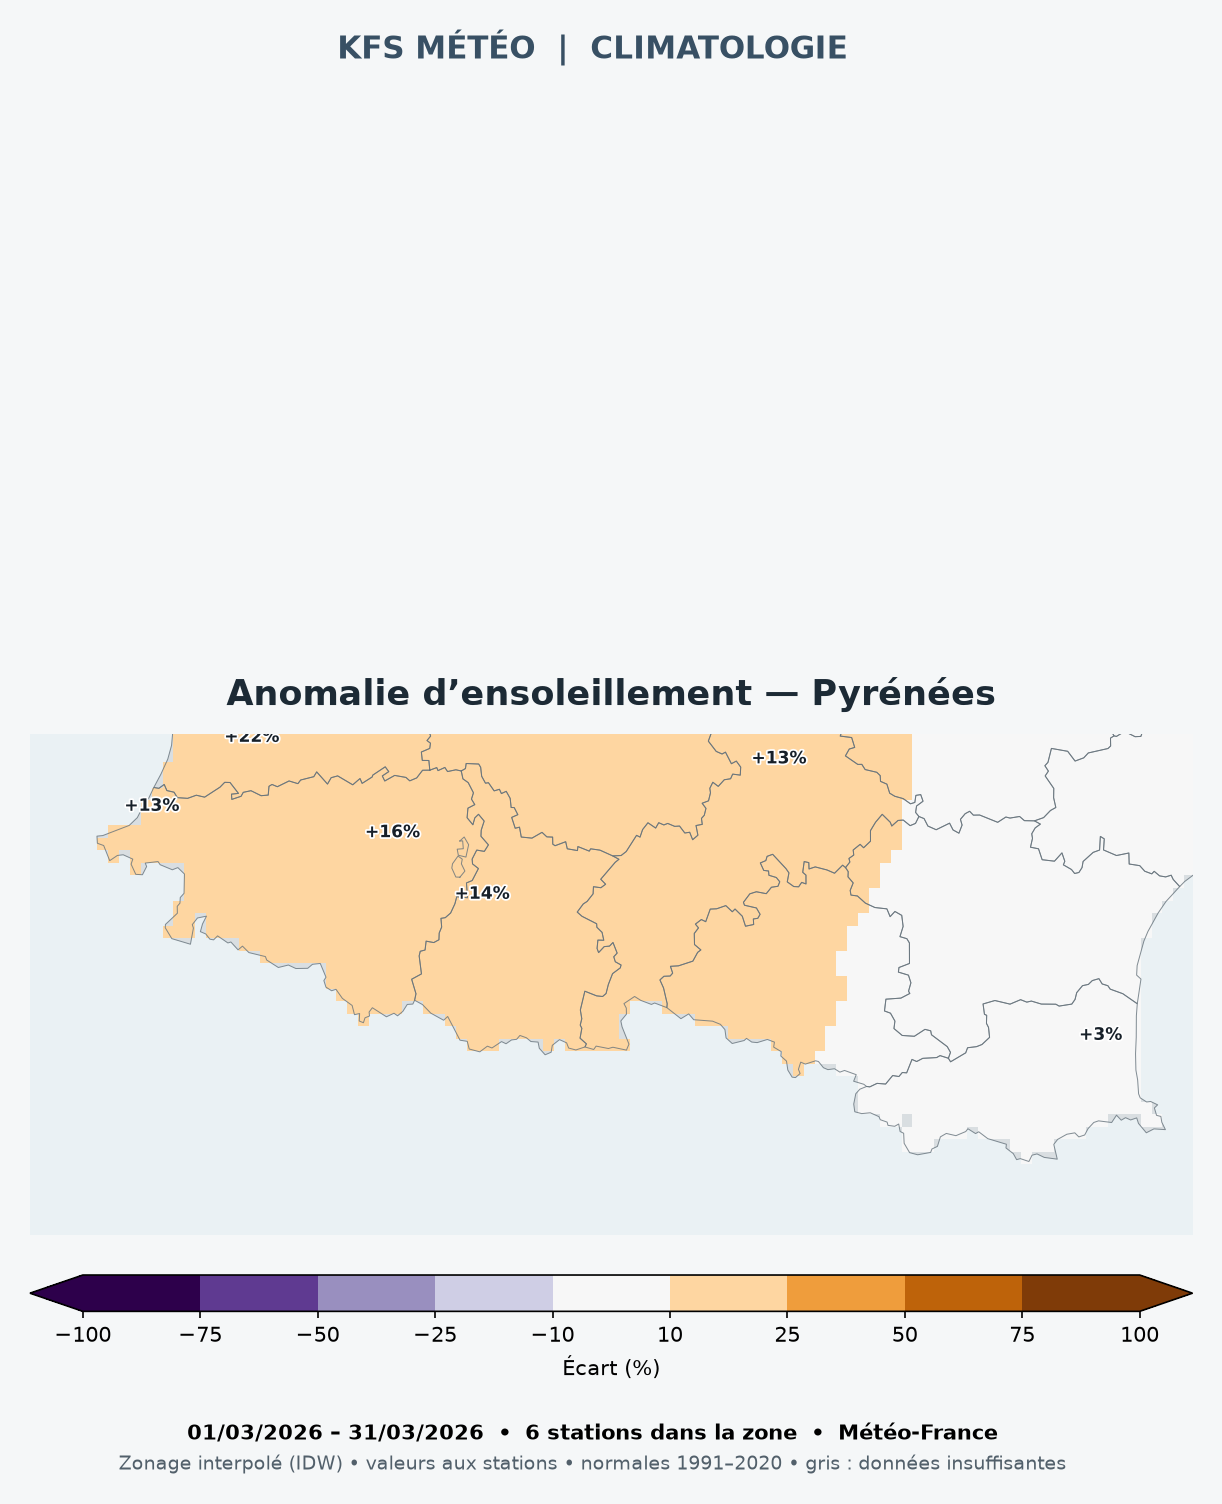 KFS MÉTÉO | CLIMATOLOGIE
Anomalie d’ensoleillement — Pyrénées
+22%
+13%
+13%
+16%
+14%
+3%
−100 −75 −50 −25 −10 10 25 50 75 100
Écart (%)
01/03/2026 – 31/03/2026 • 6 stations dans la zone • Météo-France
Zonage interpolé (IDW) • valeurs aux stations • normales 1991–2020 • gris : données insuffisantes